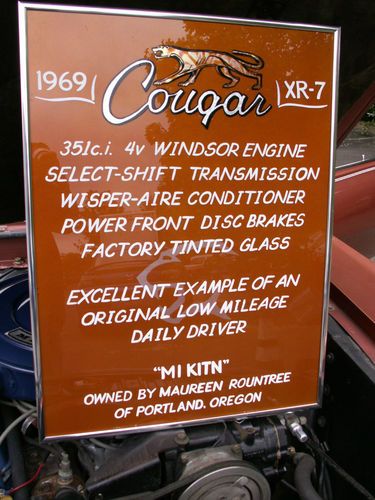 1969 Cougar XR-7
351c.i. 4v WINDSOR ENGINE
SELECT-SHIFT TRANSMISSION
WISPER-AIRE CONDITIONER
POWER FRONT DISC BRAKES
FACTORY TINTED GLASS
EXCELLENT EXAMPLE OF AN
ORIGINAL LOW MILEAGE
DAILY DRIVER
"MI KITN"
OWNED BY MAUREEN ROUNTREE
OF PORTLAND, OREGON